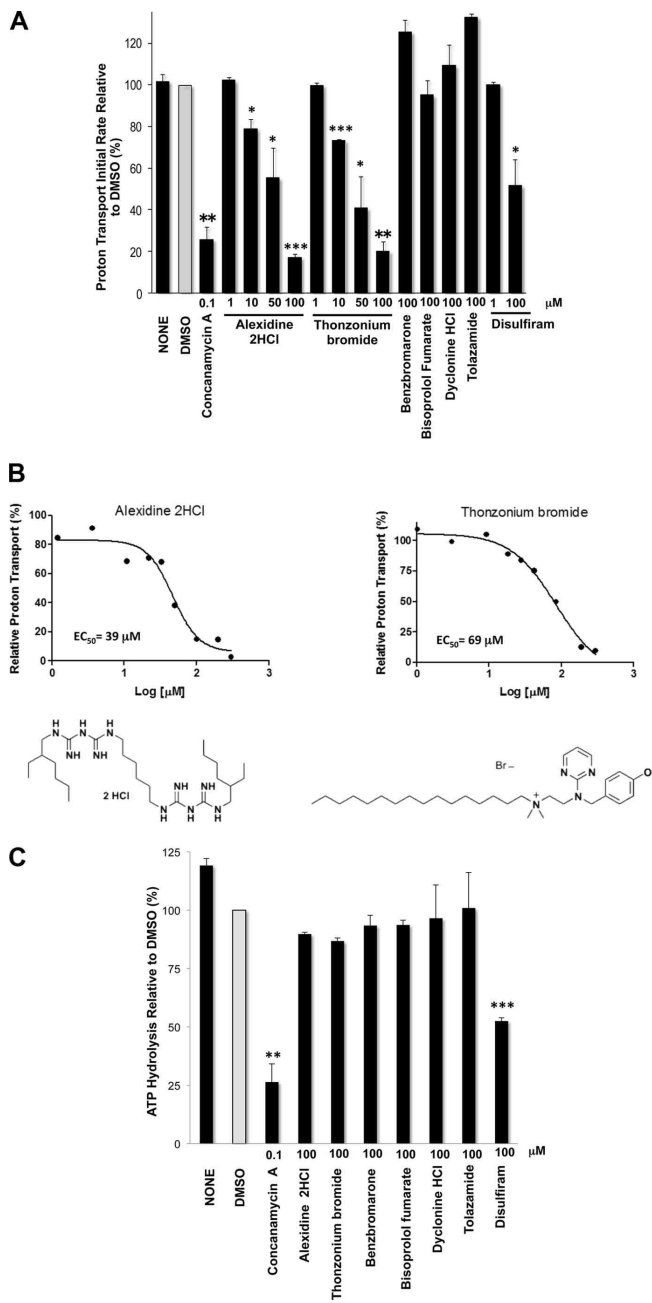 A
Proton Transport Initial Rate Relative
to DMSO (%)
120
100
80
60
40
20
0
**
*
*
***
***
*
**
*
0.1 1 10 50 100 1 10 50 100 100 100 100 100 1 100 μM
NONE
DMSO
Concanamycin A
Alexidine
2HCl
Thonzonium
bromide
Benzbromarone
Bisoprolol Fumarate
Dyclonine HCl
Tolazamide
Disulfiram
B
Alexidine 2HCl
Relative Proton Transport (%)
100
80
60
40
20
0
EC50= 39 μM
0 1 2 3
Log [μM]
Thonzonium bromide
Relative Proton Transport (%)
125
100
75
50
25
0
EC50= 69 μM
0 1 2 3
Log [μM]
H H H
N N N
NH NH
NH NH
N N N
H H H
2 HCl
Br –
N N
N+
N
O
C
ATP Hydrolysis Relative to DMSO (%)
125
100
75
50
25
0
**
***
0.1 100 100 100 100 100 100 100 μM
NONE
DMSO
Concanamycin A
Alexidine 2HCl
Thonzonium bromide
Benzbromarone
Bisoprolol fumarate
Dyclonine HCl
Tolazamide
Disulfiram